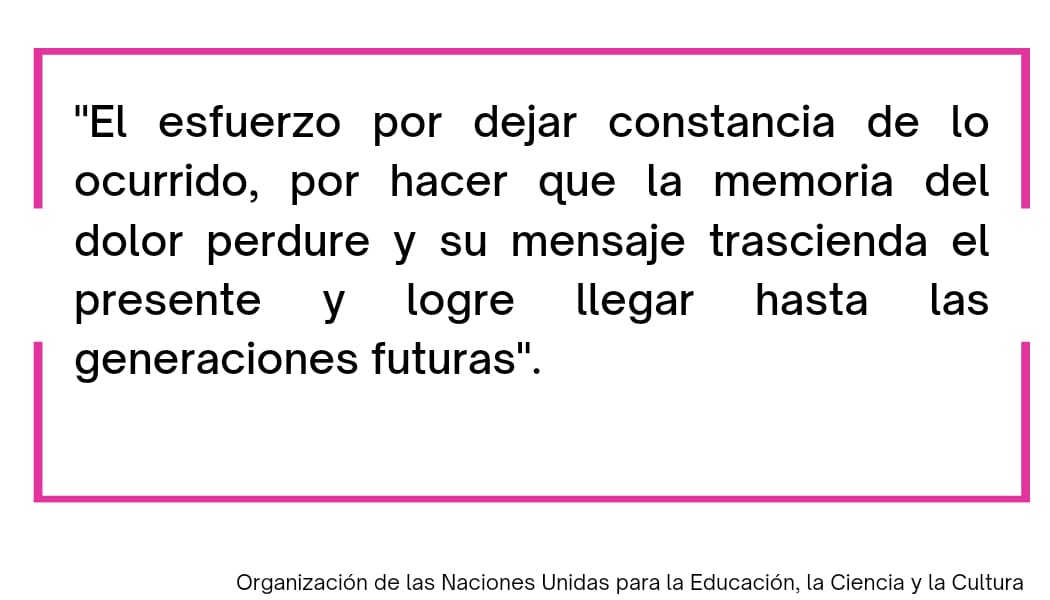 "El esfuerzo por dejar constancia de lo
ocurrido, por hacer que la memoria del
dolor perdure y su mensaje trascienda el
presente y logre llegar hasta las
generaciones futuras".
Organización de las Naciones Unidas para la Educación, la Ciencia y la Cultura